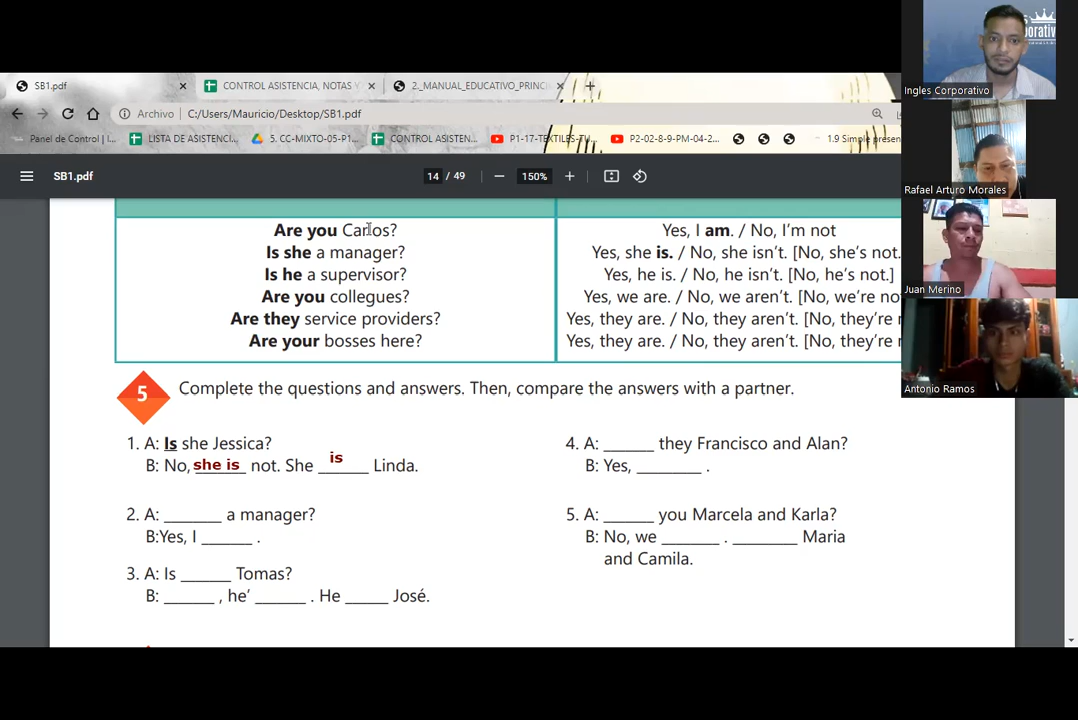 SB1.pdf
CONTROL ASISTENCIA, NOTAS Y
2._MANUAL_EDUCATIVO_PRINC
Archivo
C:/Users/Mauricio/Desktop/SB1.pdf
Panel de Control | I...
LISTA DE ASISTENCI...
5. CC-MIXTO-05-P1...
CONTROL ASISTEN...
P1-17-TEXTILES-TU...
P2-02-8-9-PM-04-2...
1.9 Simple presen
SB1.pdf
14 / 49
150%
Are you Carlos?
Yes, I am. / No, I'm not
Is she a manager?
Yes, she is. / No, she isn't. [No, she's not.
Is he a supervisor?
Yes, he is. / No, he isn't. [No, he's not.]
Are you collegues?
Yes, we are. / No, we aren't. [No, we're no
Are they service providers?
Yes, they are. / No, they aren't. [No, they're
Are your bosses here?
Yes, they are. / No, they aren't. [No, they're
5
Complete the questions and answers. Then, compare the answers with a partner.
1. A: Is she Jessica?
B: No, she is not. She is Linda.
2. A: _______ a manager?
B:Yes, I ______ .
3. A: Is ______ Tomas?
B: ______ , he' ______ . He _____ José.
4. A: ______ they Francisco and Alan?
B: Yes, ________ .
5. A: ______ you Marcela and Karla?
B: No, we _______ . ________ Maria
and Camila.
Ingles Corporativo
Rafael Arturo Morales
Juan Merino
Antonio Ramos